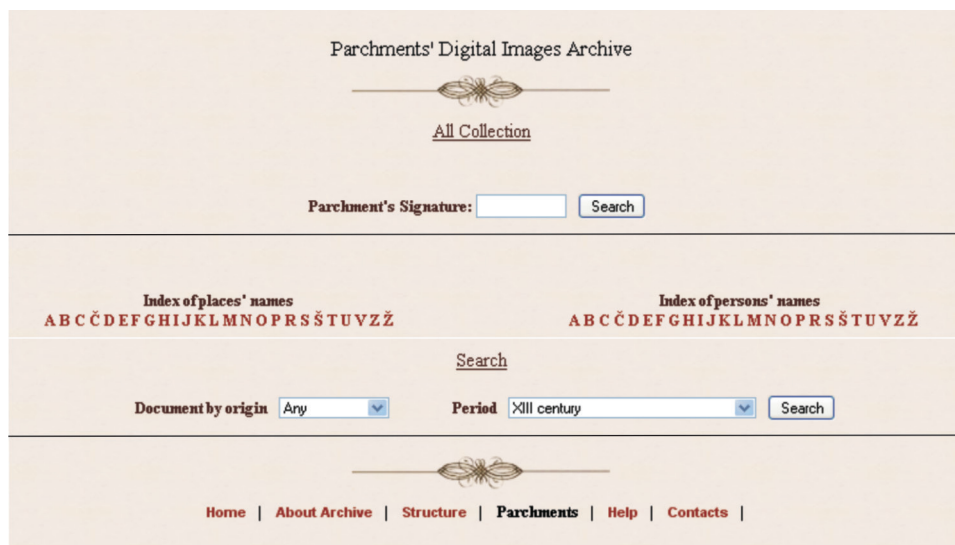 Parchments' Digital Images Archive
All Collection
Parchment's Signature: Search
Index of places' names
A B C Č D E F G H I J K L M N O P R S Š T U V Z Ž
Index of persons' names
A B C Č D E F G H I J K L M N O P R S Š T U V Z Ž
Search
Document by origin Any Period XIII century Search
Home | About Archive | Structure | Parchments | Help | Contacts |